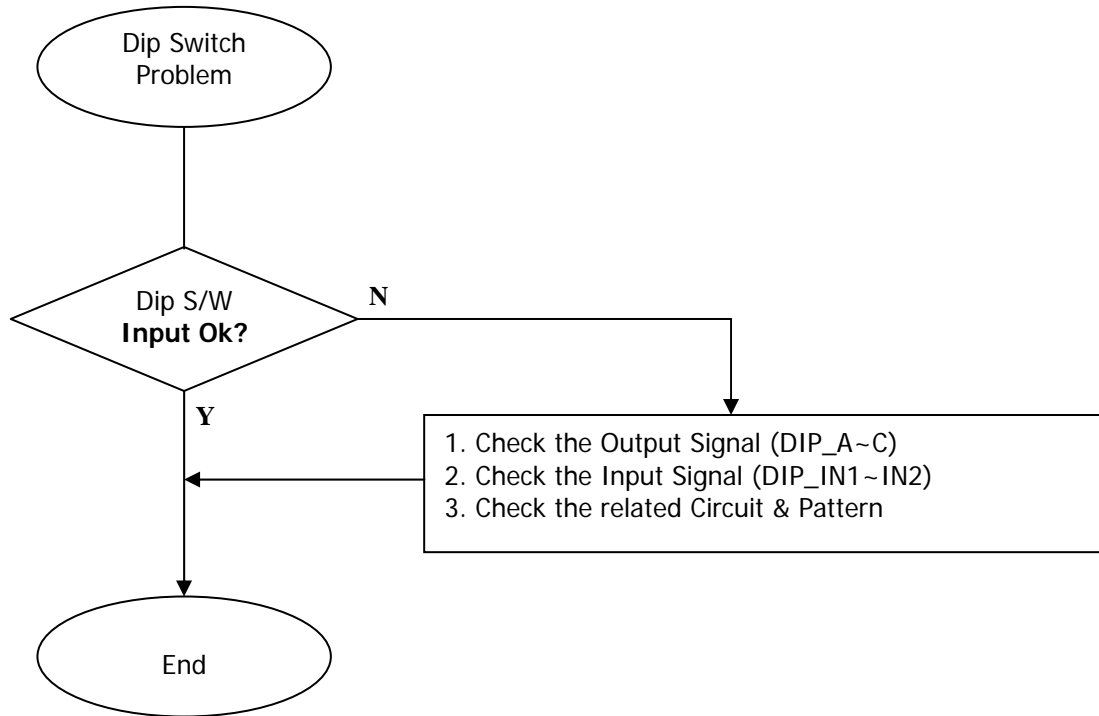 Dip Switch
Problem
Dip S/W
Input Ok?
N
Y
1. Check the Output Signal (DIP_A~C)
2. Check the Input Signal (DIP_IN1~IN2)
3. Check the related Circuit & Pattern
End